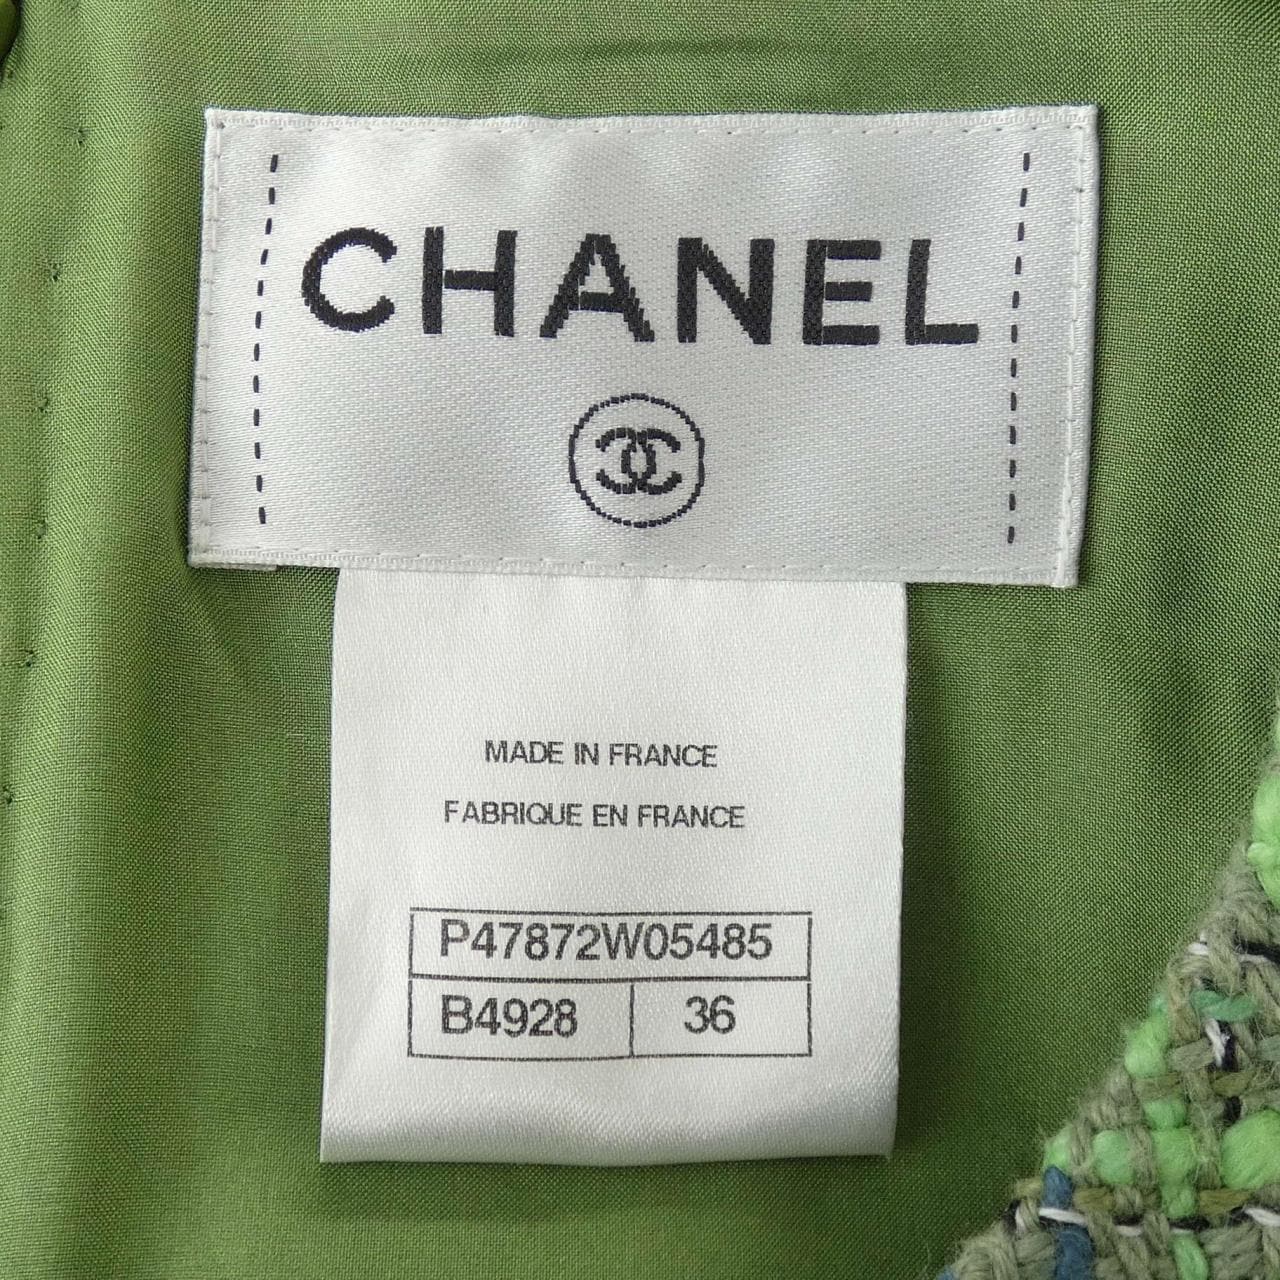 CHANEL
MADE IN FRANCE
FABRIQUE EN FRANCE
P47872W05485
B4928 36